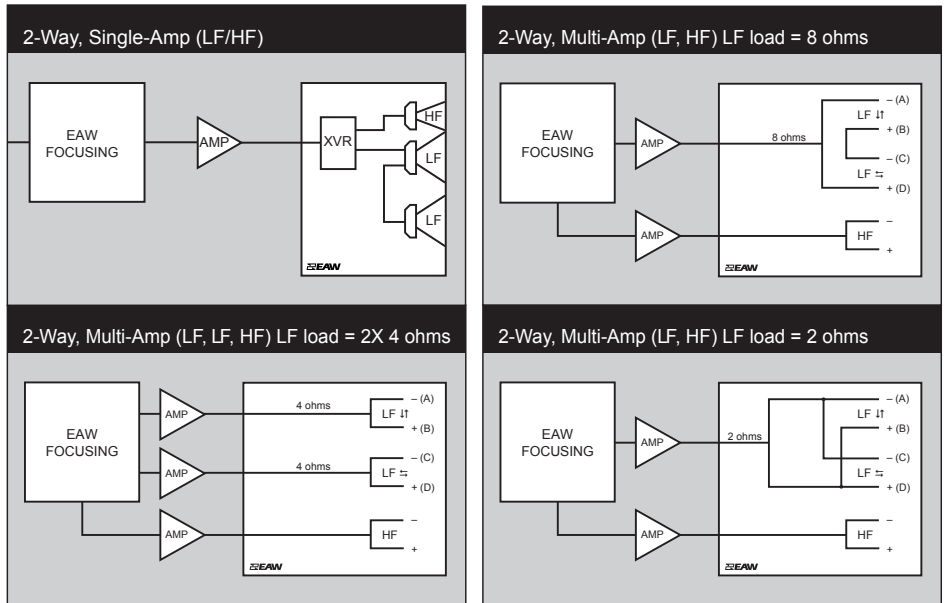 2-Way, Single-Amp (LF/HF)
EAW
FOCUSING
AMP
XVR
HF
LF
LF
EAW
2-Way, Multi-Amp (LF, HF) LF load = 8 ohms
EAW
FOCUSING
AMP
8 ohms
– (A)
LF ↓↑
+ (B)
– (C)
LF ⇆
+ (D)
AMP
–
HF
+
EAW
2-Way, Multi-Amp (LF, LF, HF) LF load = 2X 4 ohms
EAW
FOCUSING
AMP
4 ohms
– (A)
LF ↓↑
+ (B)
AMP
4 ohms
– (C)
LF ⇆
+ (D)
AMP
–
HF
+
EAW
2-Way, Multi-Amp (LF, HF) LF load = 2 ohms
EAW
FOCUSING
AMP
2 ohms
– (A)
LF ↓↑
+ (B)
– (C)
LF ⇆
+ (D)
AMP
–
HF
+
EAW